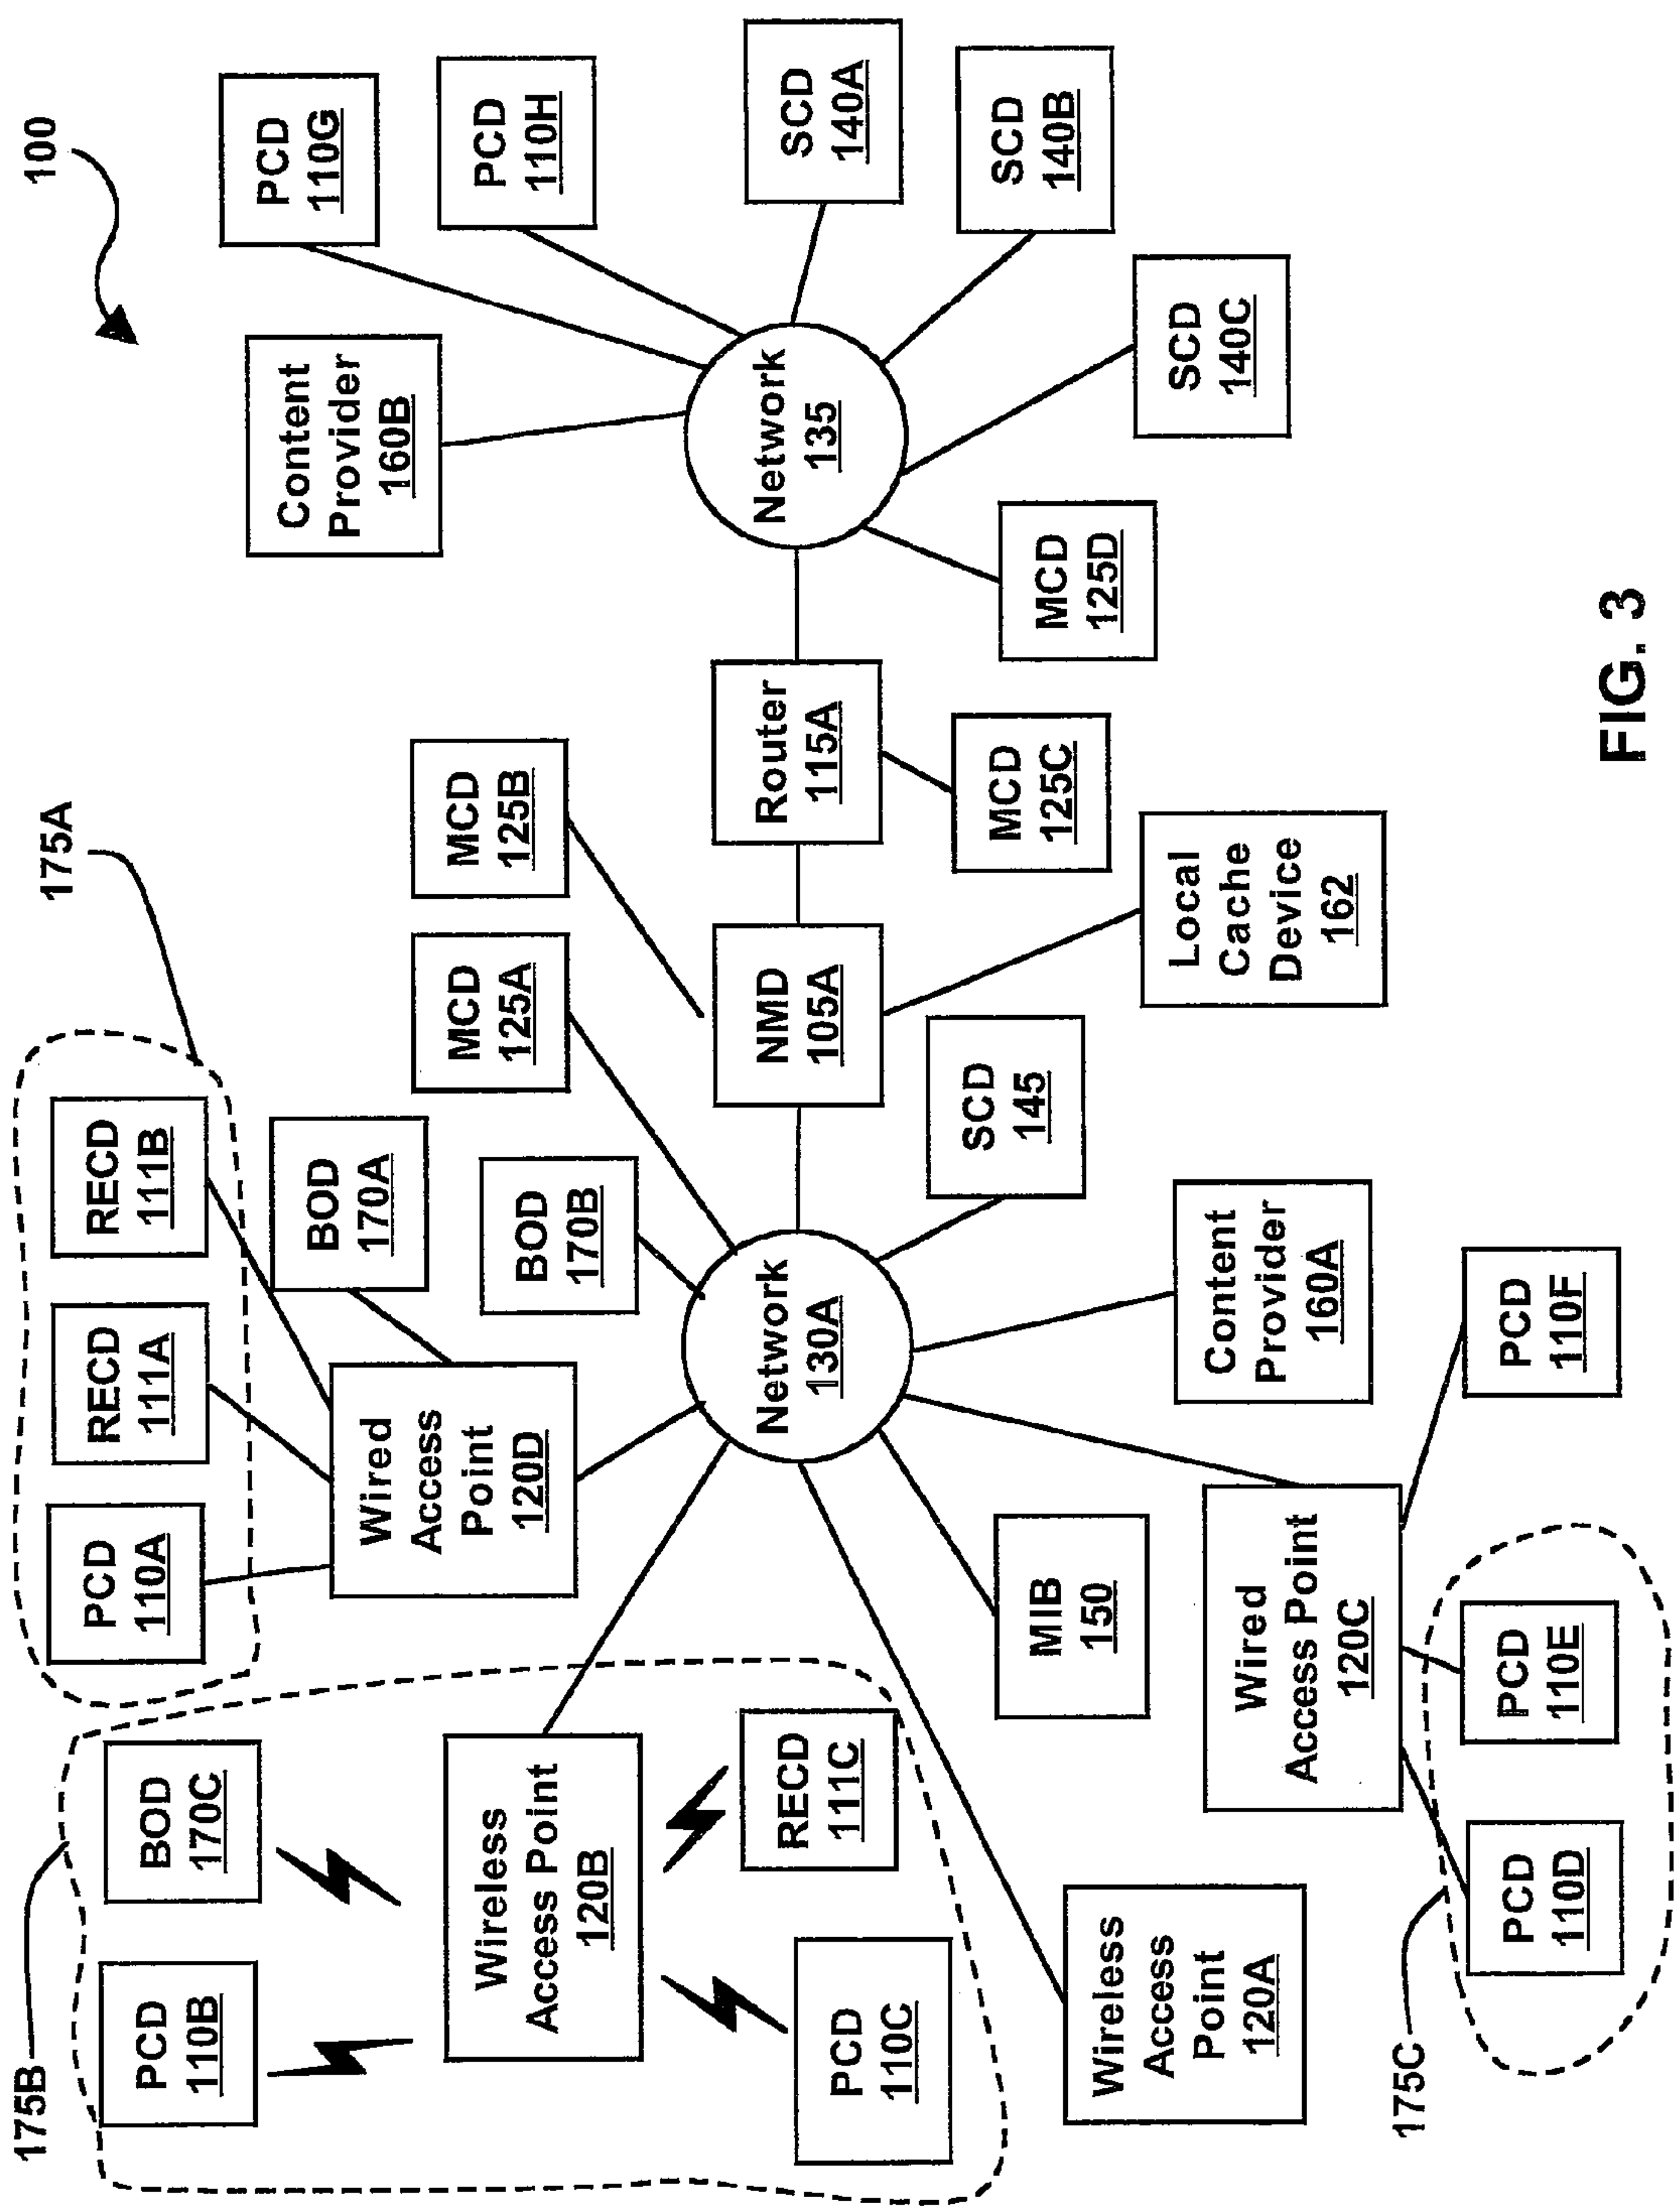 175B
PCD
110B
BOD
170C
Wireless
Access Point
120B
PCD
110C
RECD
111C
Wireless
Access
Point
120A
175A
PCD
110A
RECD
111A
RECD
111B
Wired
Access
Point
120D
BOD
170A
BOD
170B
MCD
125A
MCD
125B
Network
130A
NMD
105A
Router
115A
MIB
150
SCD
145
Content
Provider
160A
Wired
Access Point
120C
175C
PCD
110D
PCD
110E
PCD
110F
Local
Cache
Device
162
MCD
125C
MCD
125D
Network
135
Content
Provider
160B
100
PCD
110G
PCD
110H
SCD
140A
SCD
140B
SCD
140C
FIG. 3